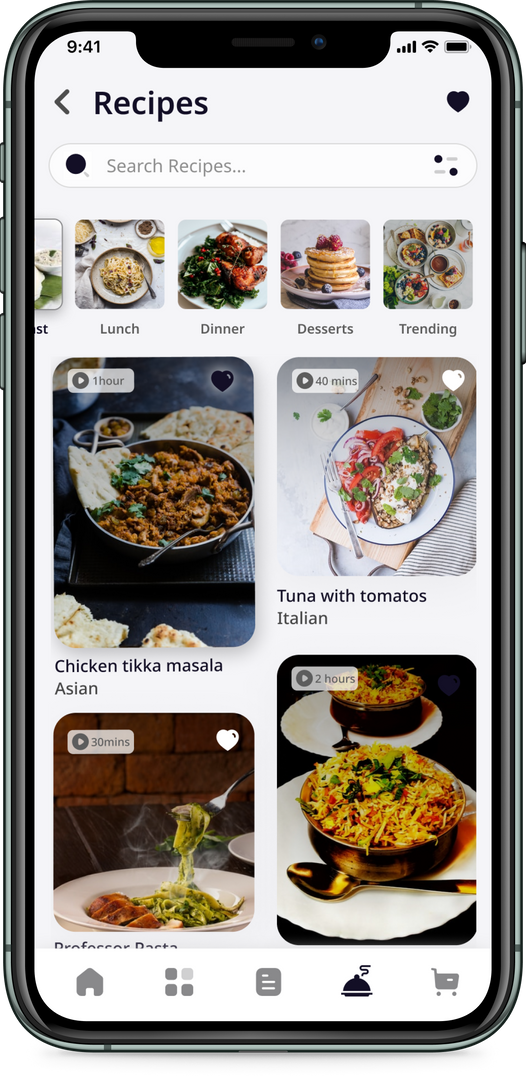 9:41
Recipes
Search Recipes...
ast
Lunch
Dinner
Desserts
Trending
1hour
40 mins
Tuna with tomatos
Italian
Chicken tikka masala
Asian
2 hours
30mins
Professor Pasta